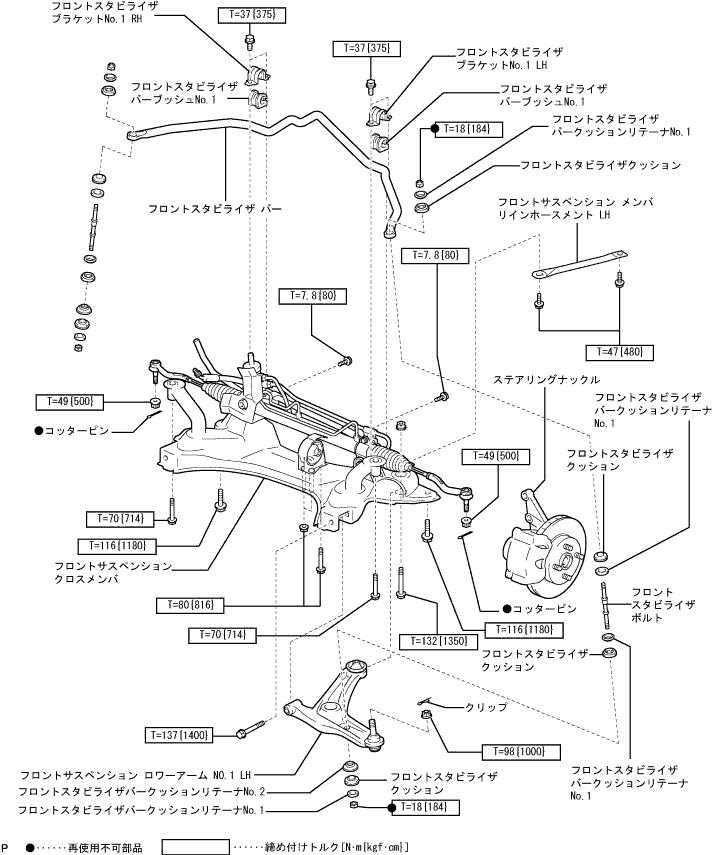 フロントスタビライザ
ブラケットNo.1 RH
T=37{375}
T=37{375}
フロントスタビライザ
ブラケットNo.1 LH
フロントスタビライザ
バーブッシュNo.1
フロントスタビライザ
バーブッシュNo.1
●T=18{184}
フロントスタビライザ
バークッションリテーナNo.1
フロントスタビライザクッション
フロントスタビライザ バー
フロントサスペンション メンバ
リインホースメント LH
T=7.8{80}
T=7.8{80}
T=47{480}
ステアリングナックル
T=49{500}
●コッターピン
フロントスタビライザ
バークッションリテーナ
No.1
T=49{500}
フロントスタビライザ
クッション
T=70{714}
T=116{1180}
フロントサスペンション
クロスメンバ
T=80{816}
T=70{714}
●コッターピン
T=116{1180}
T=132{1350}
フロント
スタビライザ
ボルト
フロントスタビライザ
クッション
クリップ
T=137{1400}
T=98{1000}
フロントサスペンション ロワーアーム NO.1 LH
フロントスタビライザバークッションリテーナNo.2
フロントスタビライザバークッションリテーナNo.1
フロントスタビライザ
クッション
●T=18{184}
フロントスタビライザ
バークッションリテーナ
No.1
P ●‥‥‥再使用不可部品 ‥‥‥締め付けトルク[N・m{kgf・cm}]